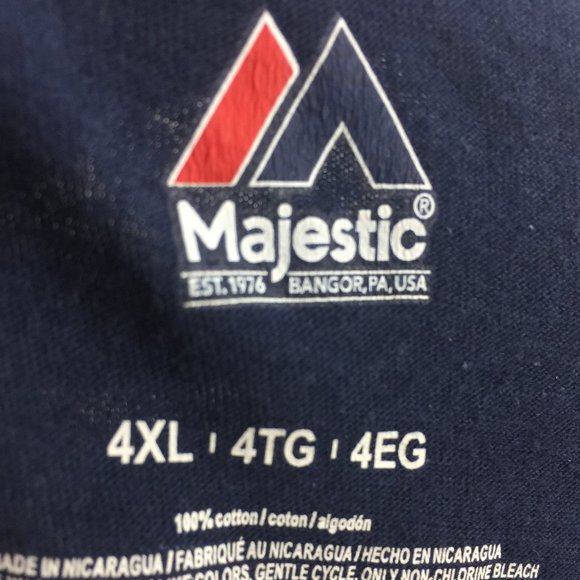 Majestic®
EST. 1976 BANGOR, PA, USA
4XL | 4TG | 4EG
100% cotton / coton / algodón
MADE IN NICARAGUA / FABRIQUÉ AU NICARAGUA / HECHO EN NICARAGUA
COLORS, GENTLE CYCLE, ONLY NON-CHLORINE BLEACH